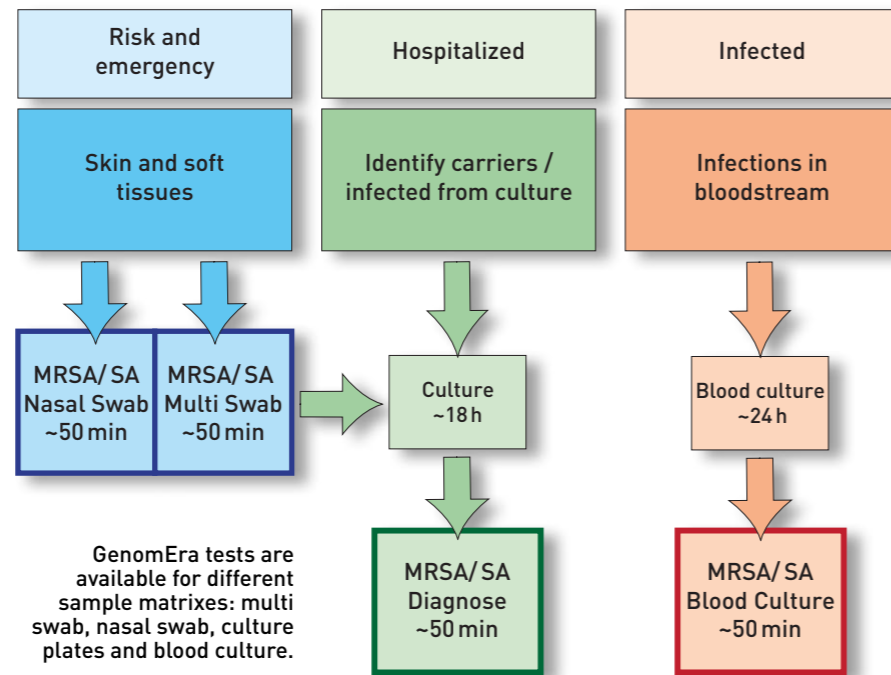 Risk and
emergency
Hospitalized
Infected
Skin and soft
tissues
Identify carriers /
infected from culture
Infections in
bloodstream
MRSA/ SA
Nasal Swab
~50 min
MRSA/ SA
Multi Swab
~50 min
Culture
~18 h
Blood culture
~24 h
GenomEra tests are
available for different
sample matrixes: multi
swab, nasal swab, culture
plates and blood culture.
MRSA/ SA
Diagnose
~50 min
MRSA/ SA
Blood Culture
~50 min